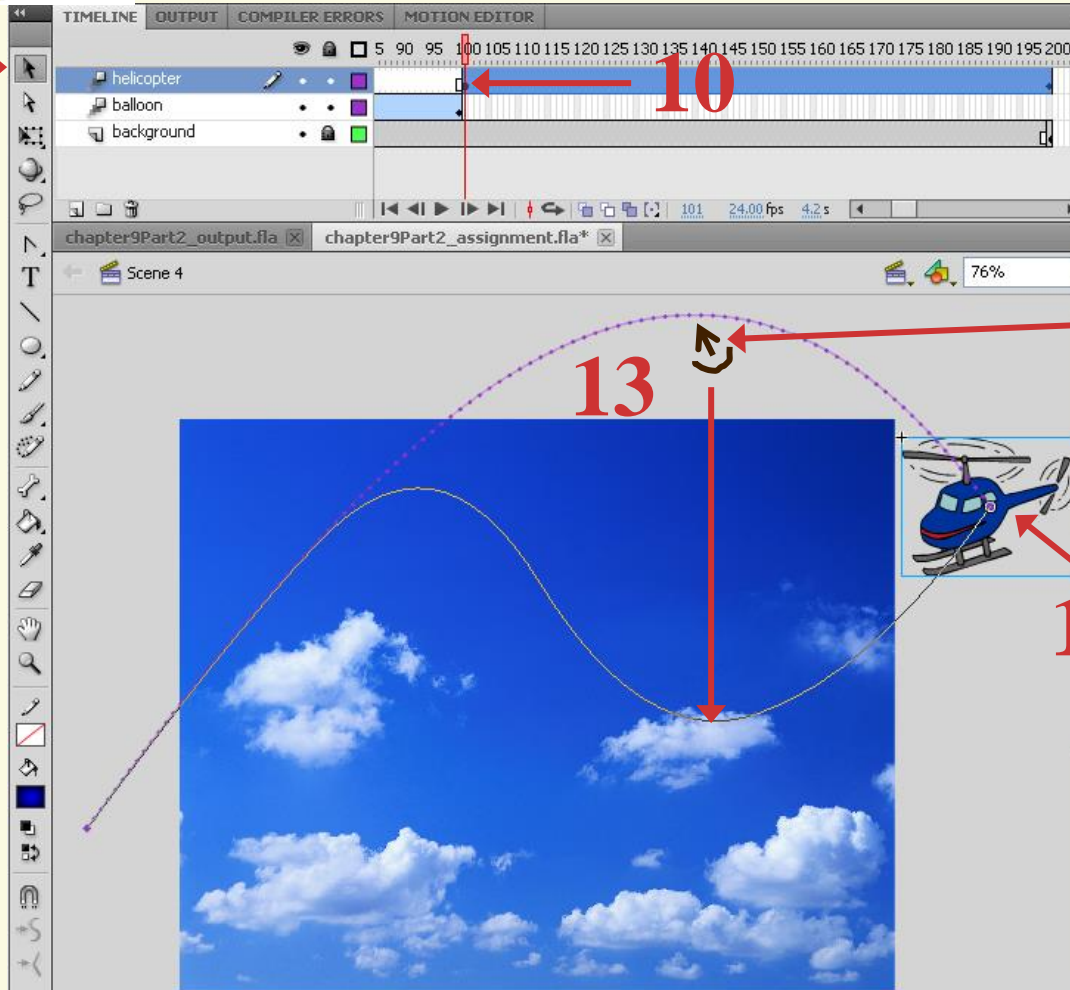 TIMELINE OUTPUT COMPILER ERRORS MOTION EDITOR
5 90 95 100 105 110 115 120 125 130 135 140 145 150 155 160 165 170 175 180 185 190 195 200
helicopter
10
balloon
background
101 24.00 fps 4.2 s
chapter9Part2_output.fla chapter9Part2_assignment.fla*
Scene 4
76%
13
1